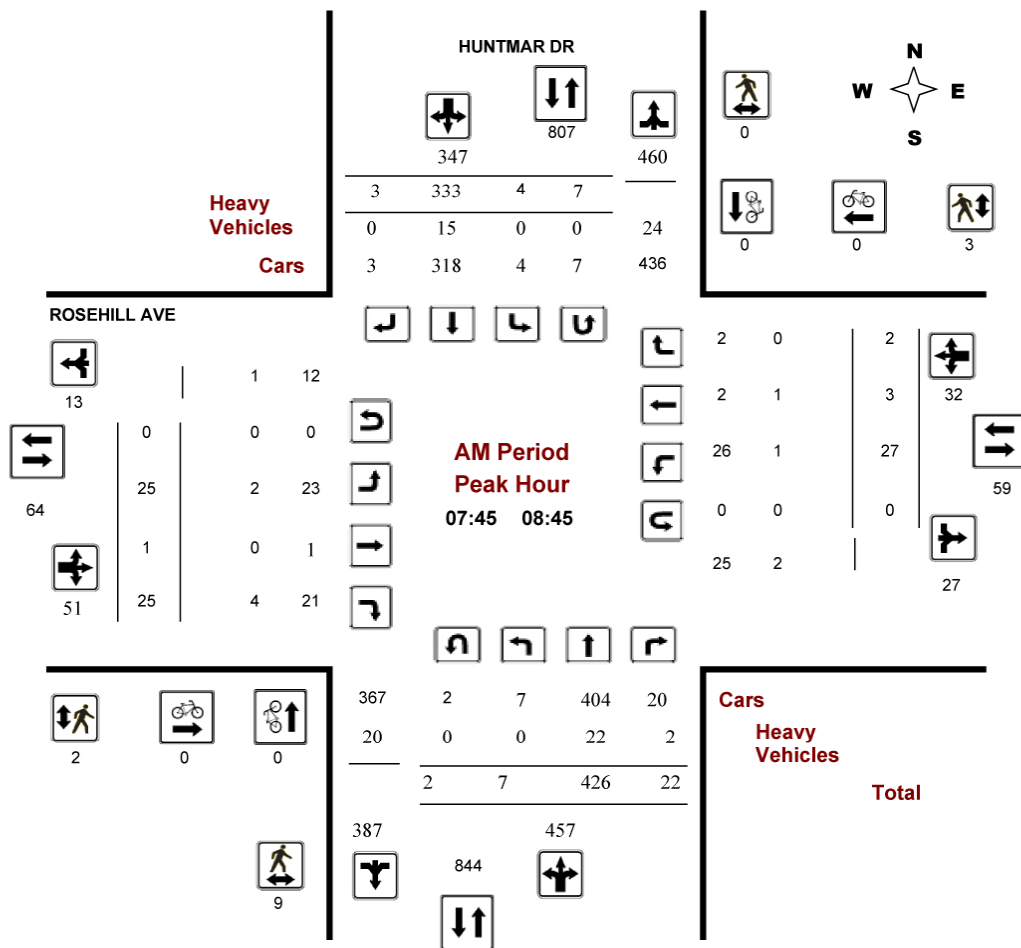 HUNTMAR DR
N
W E
S
807
0
347 460
3 333 4 7
Heavy
Vehicles
0 15 0 0 24
0 0 3
Cars
3 318 4 7 436
ROSEHILL AVE
2 0 2
13
1 12
2 1 3 32
0 0 0
AM Period
Peak Hour
07:45 08:45
26 1 27
25 2 23
59
64
0 0 0
1 0 1
25 2
27
51
25 4 21
367 2 7 404 20
Cars
20 0 0 22 2
Heavy
Vehicles
2 0 0
2 7 426 22
Total
387 457
844
9